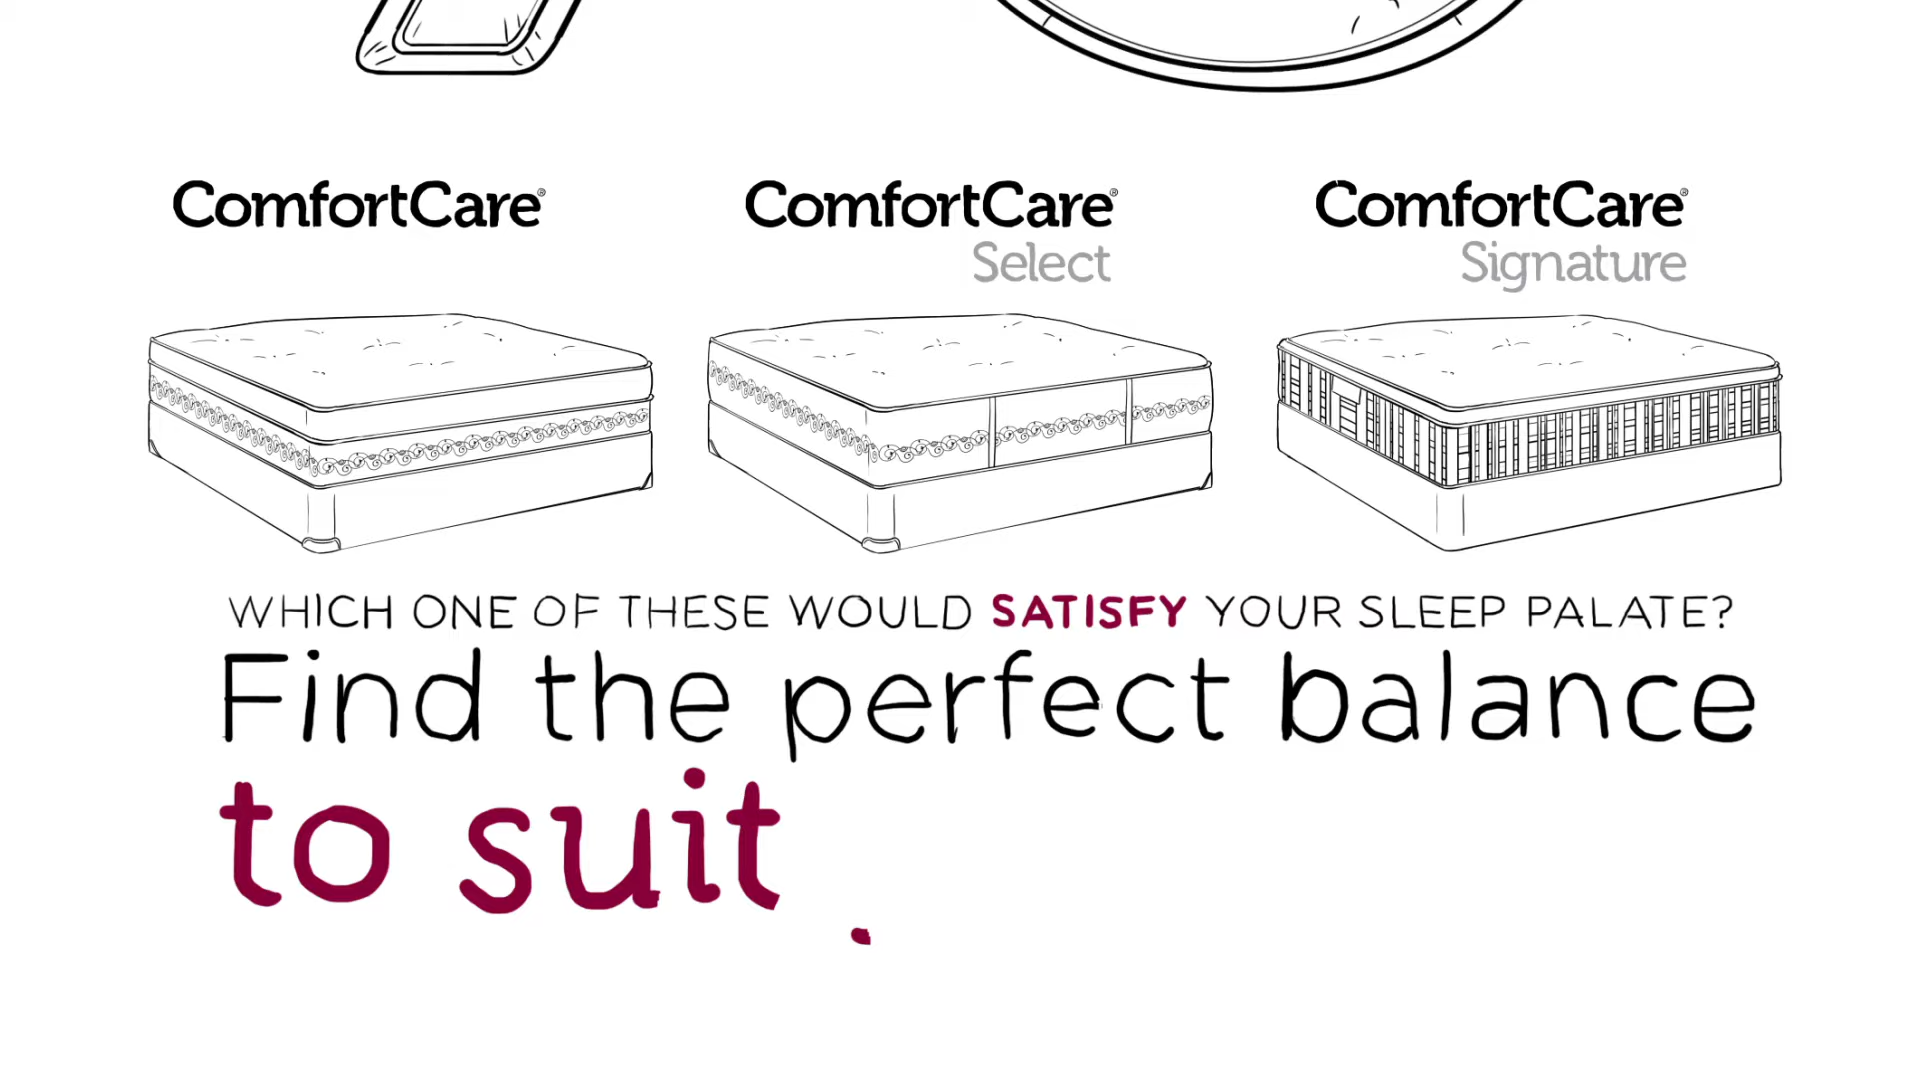 ComfortCare®
ComfortCare®
Select
ComfortCare®
Signature
WHICH ONE OF THESE WOULD SATISFY YOUR SLEEP PALATE?
Find the perfect balance
to suit